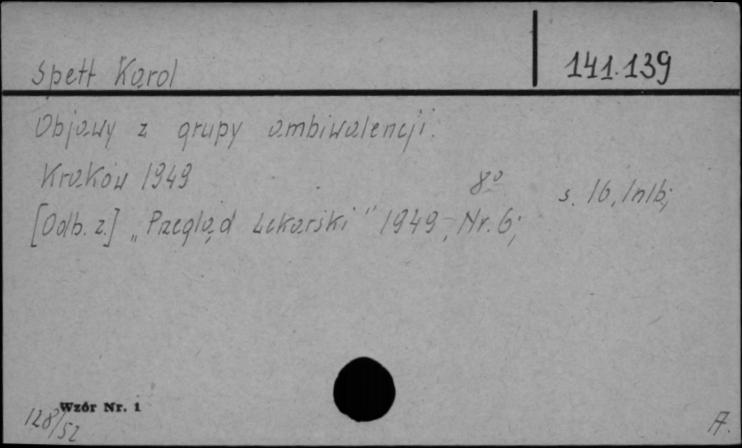 Spett Karol
141.139
Objawy z grupy ambiwalencji.
Kraków 1949 8° s. 16, 1nlb;
[Odb. z.] „Przegląd Lekarski" 1949, Nr. 6;
Wzór Nr. 1
128/52
A.